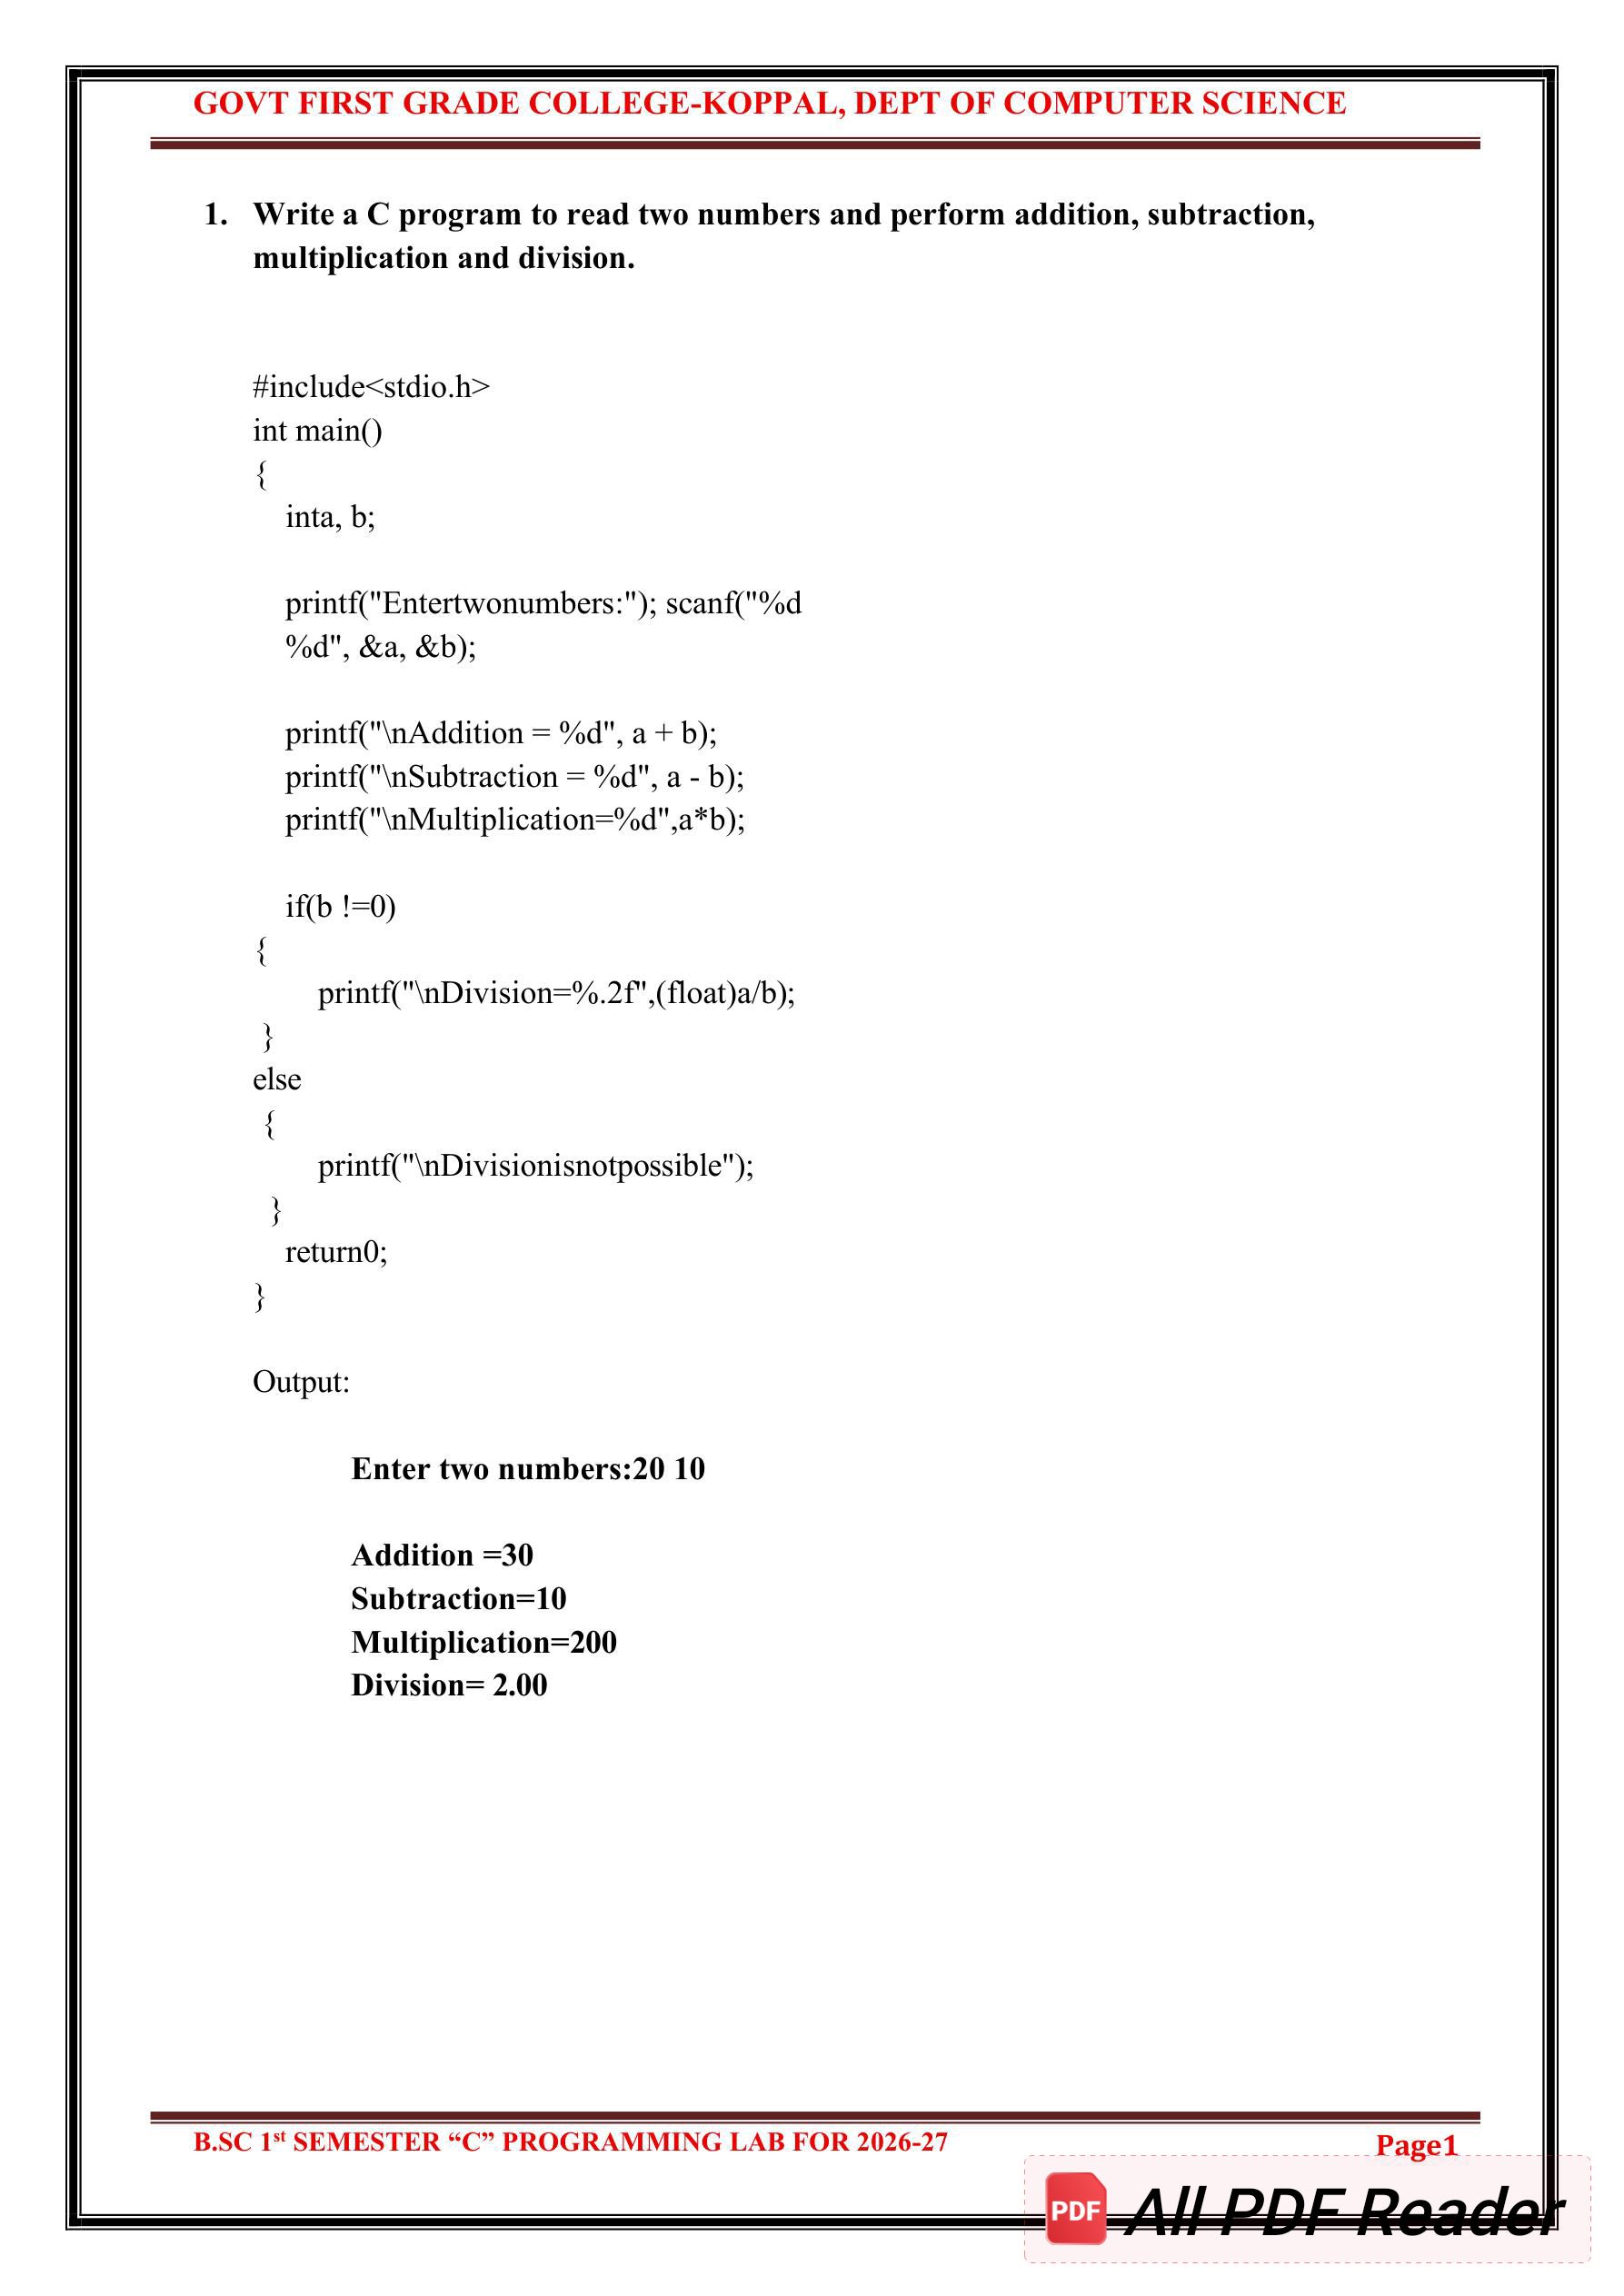 GOVT FIRST GRADE COLLEGE-KOPPAL, DEPT OF COMPUTER SCIENCE
1. Write a C program to read two numbers and perform addition, subtraction,
multiplication and division.
#include<stdio.h>
int main()
{
inta, b;
printf("Entertwonumbers:"); scanf("%d
%d", &a, &b);
printf("\nAddition = %d", a + b);
printf("\nSubtraction = %d", a - b);
printf("\nMultiplication=%d",a*b);
if(b !=0)
{
printf("\nDivision=%.2f",(float)a/b);
}
else
{
printf("\nDivisionisnotpossible");
}
return0;
}
Output:
Enter two numbers:20 10
Addition =30
Subtraction=10
Multiplication=200
Division= 2.00
B.SC 1st SEMESTER “C” PROGRAMMING LAB FOR 2026-27 Page1
PDF All PDF Reader